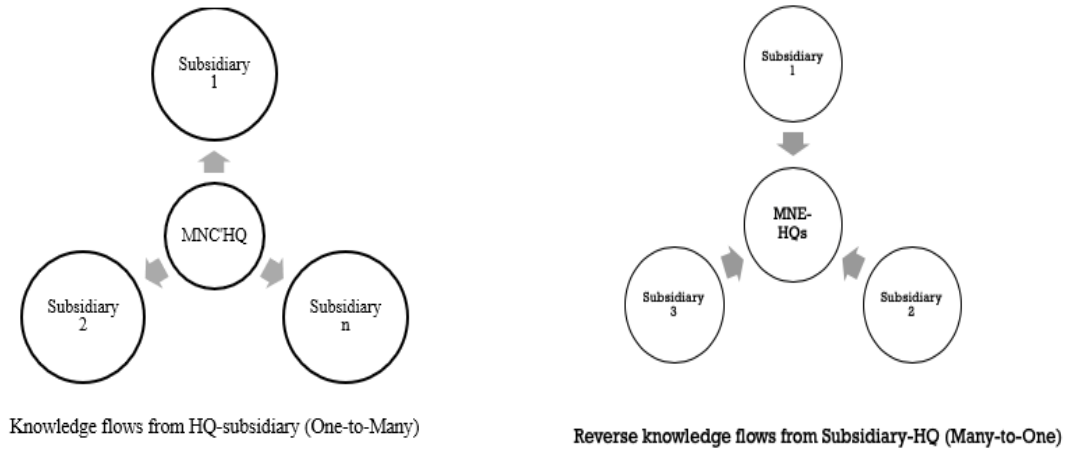 Subsidiary
1
MNC'HQ
Subsidiary
2
Subsidiary
n
Knowledge flows from HQ-subsidiary (One-to-Many)
Subsidiary
1
MNE-
HQs
Subsidiary
3
Subsidiary
2
Reverse knowledge flows from Subsidiary-HQ (Many-to-One)